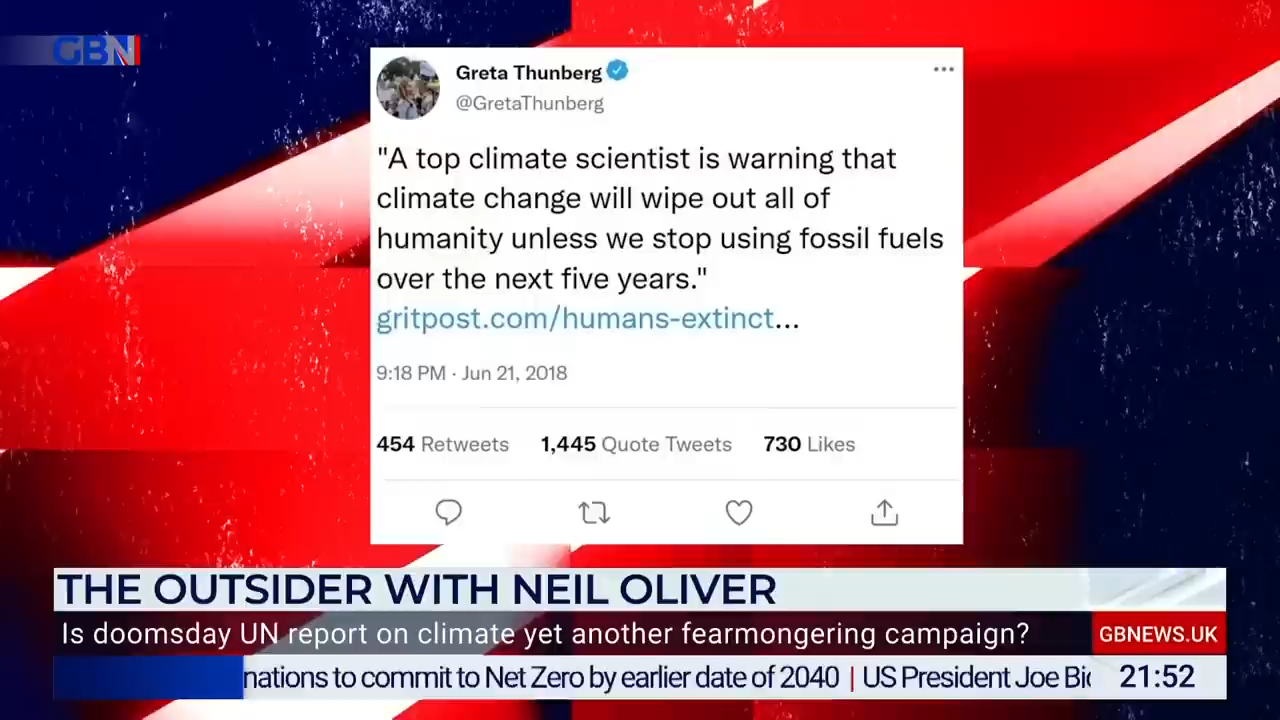 GBN
Greta Thunberg
@GretaThunberg
"A top climate scientist is warning that
climate change will wipe out all of
humanity unless we stop using fossil fuels
over the next five years."
gritpost.com/humans-extinct...
9:18 PM · Jun 21, 2018
454 Retweets 1,445 Quote Tweets 730 Likes
THE OUTSIDER WITH NEIL OLIVER
Is doomsday UN report on climate yet another fearmongering campaign?
GBNEWS.UK
nations to commit to Net Zero by earlier date of 2040 | US President Joe Bi
21:52